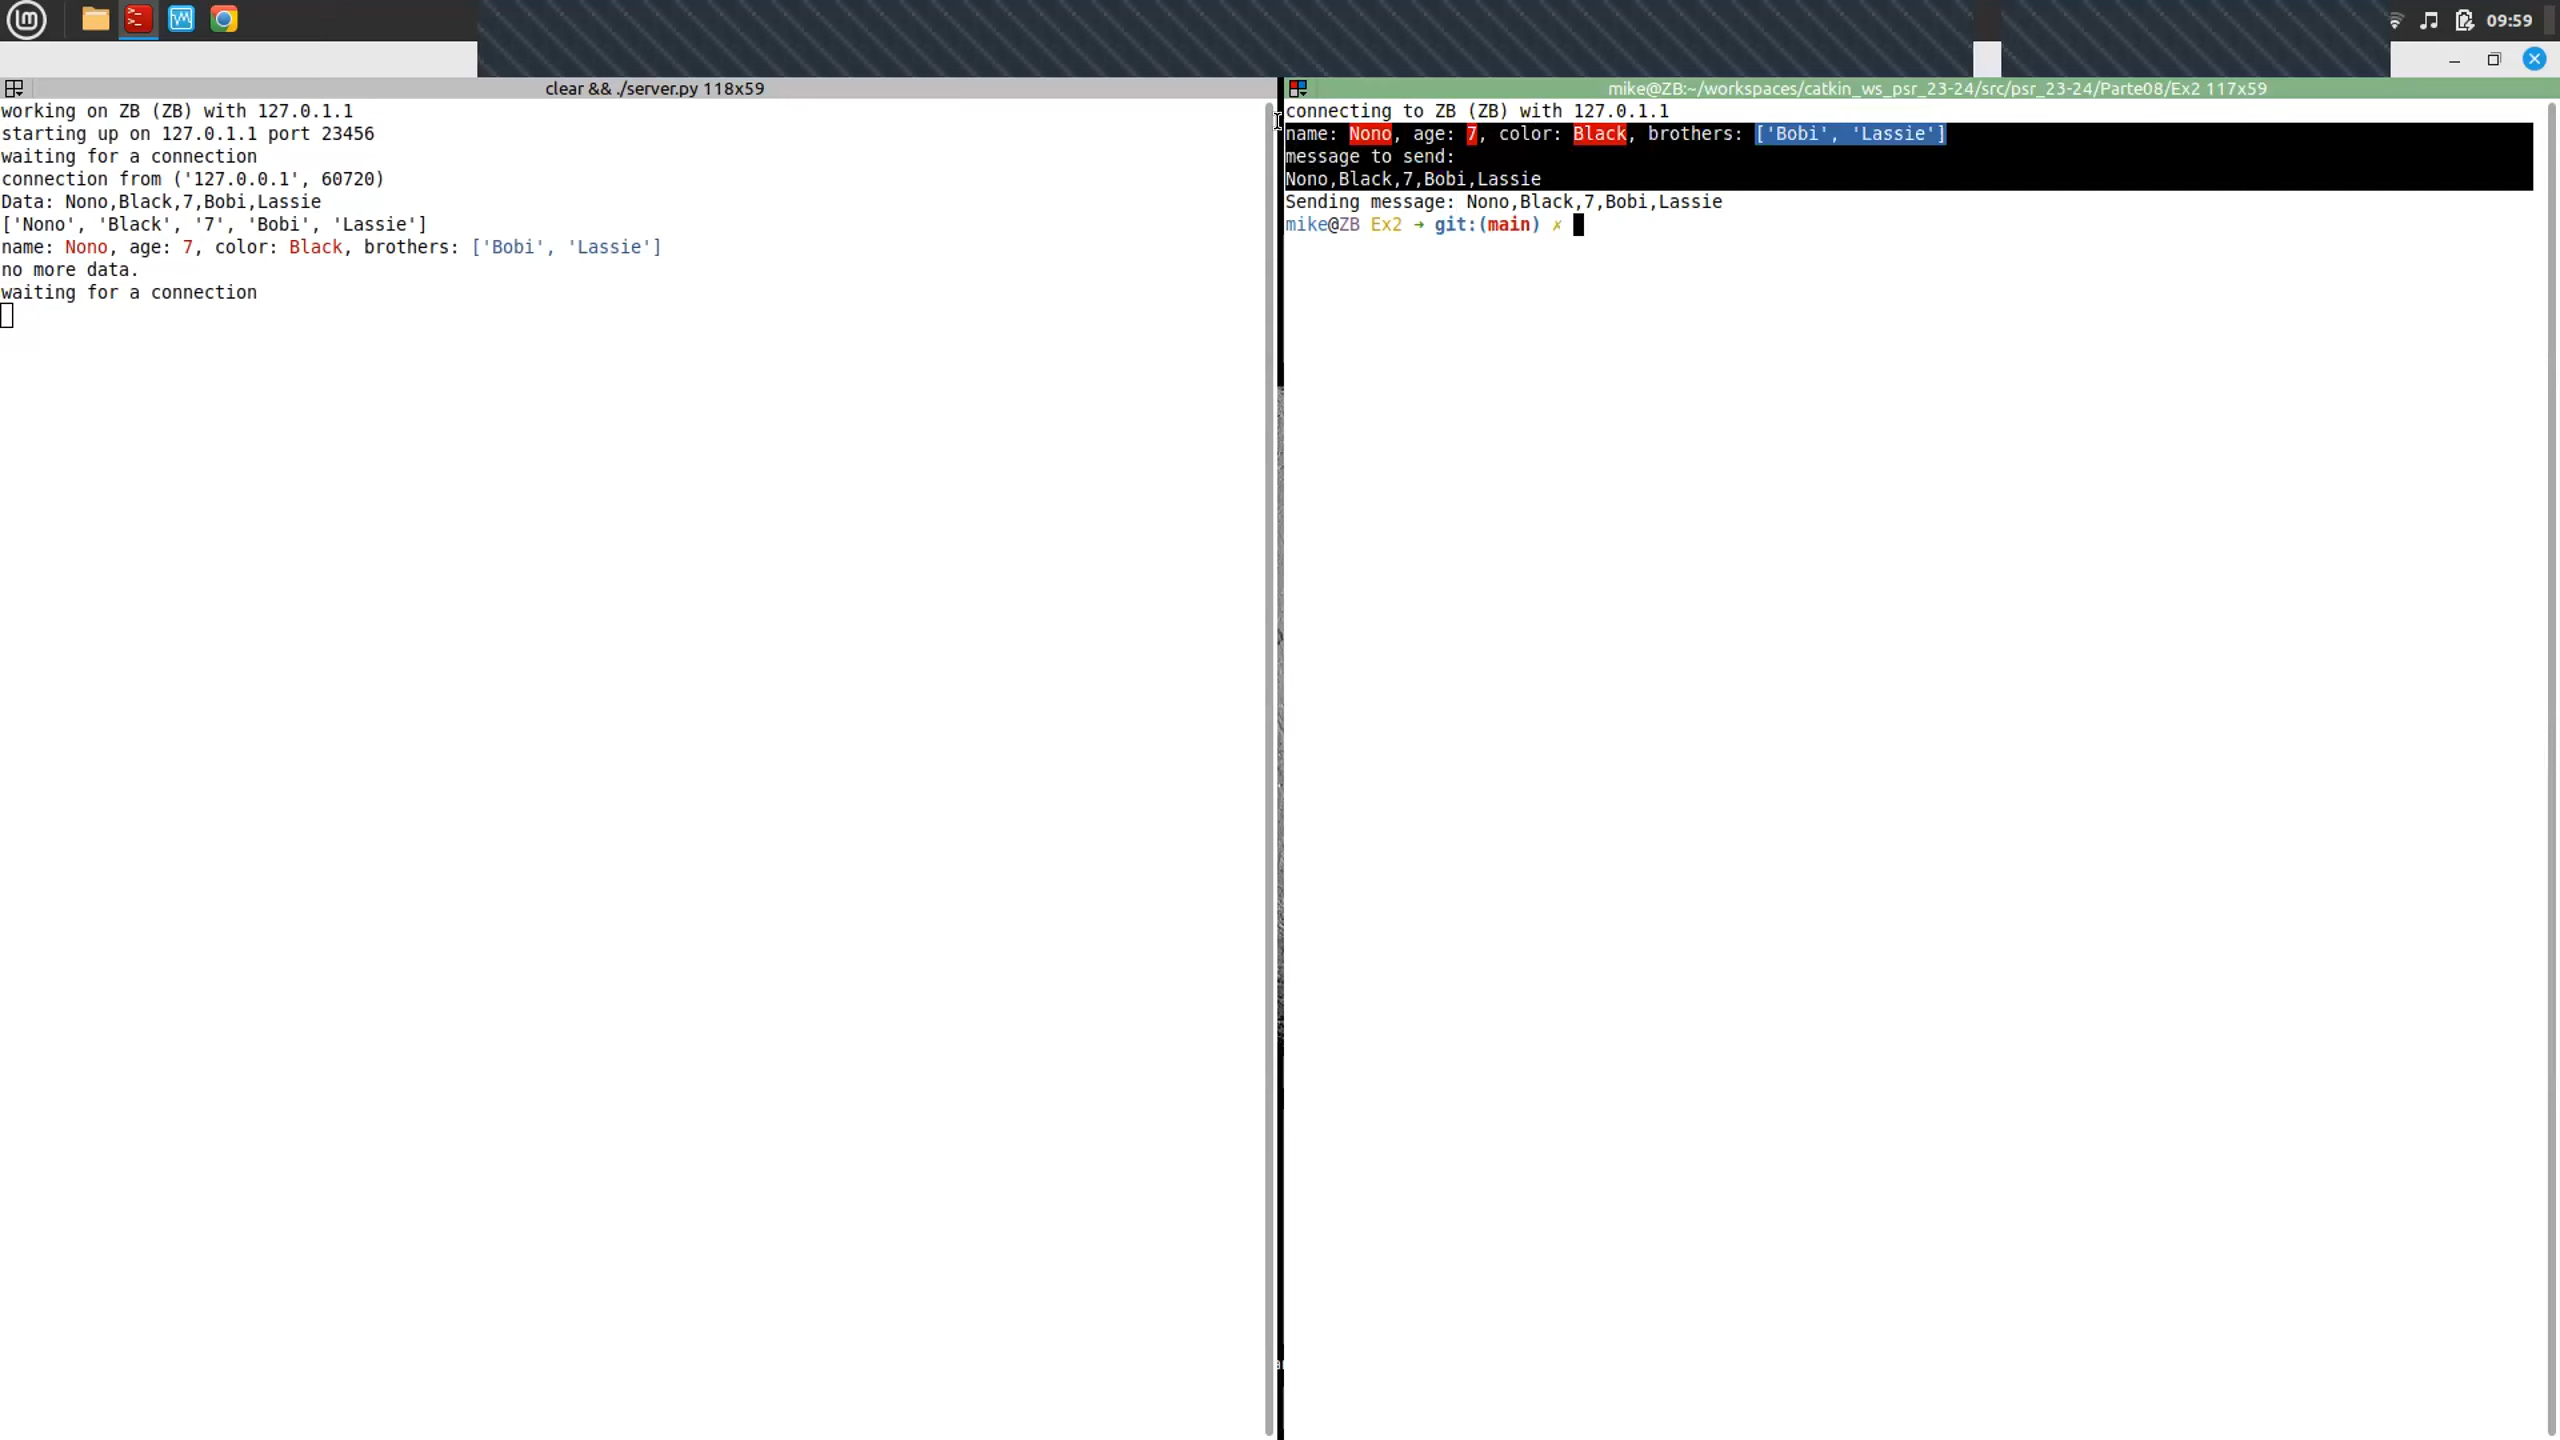 09:59
clear && ./server.py 118x59
working on ZB (ZB) with 127.0.1.1
starting up on 127.0.1.1 port 23456
waiting for a connection
connection from ('127.0.0.1', 60720)
Data: Nono,Black,7,Bobi,Lassie
['Nono', 'Black', '7', 'Bobi', 'Lassie']
name: Nono, age: 7, color: Black, brothers: ['Bobi', 'Lassie']
no more data.
waiting for a connection
mike@ZB:~/workspaces/catkin_ws_psr_23-24/src/psr_23-24/Parte08/Ex2 117x59
connecting to ZB (ZB) with 127.0.1.1
name: Nono, age: 7, color: Black, brothers: ['Bobi', 'Lassie']
message to send:
Nono,Black,7,Bobi,Lassie
Sending message: Nono,Black,7,Bobi,Lassie
mike@ZB Ex2 → git:(main) ✗